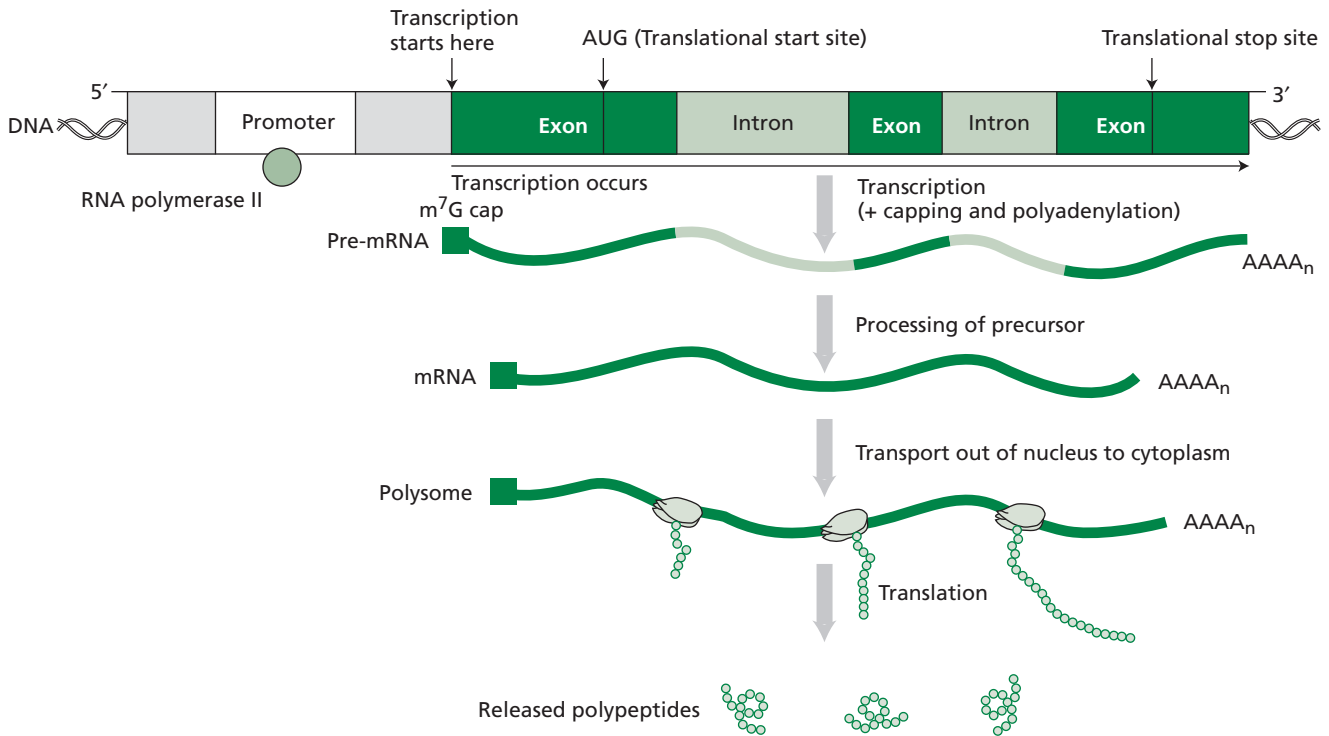 Transcription
starts here
AUG (Translational start site)
Translational stop site
5′
3′
DNA
Promoter
Exon
Intron
Exon
Intron
Exon
RNA polymerase II
Transcription occurs
Transcription
(+ capping and polyadenylation)
m⁷G cap
Pre-mRNA
AAAAₙ
Processing of precursor
mRNA
AAAAₙ
Transport out of nucleus to cytoplasm
Polysome
AAAAₙ
Translation
Released polypeptides